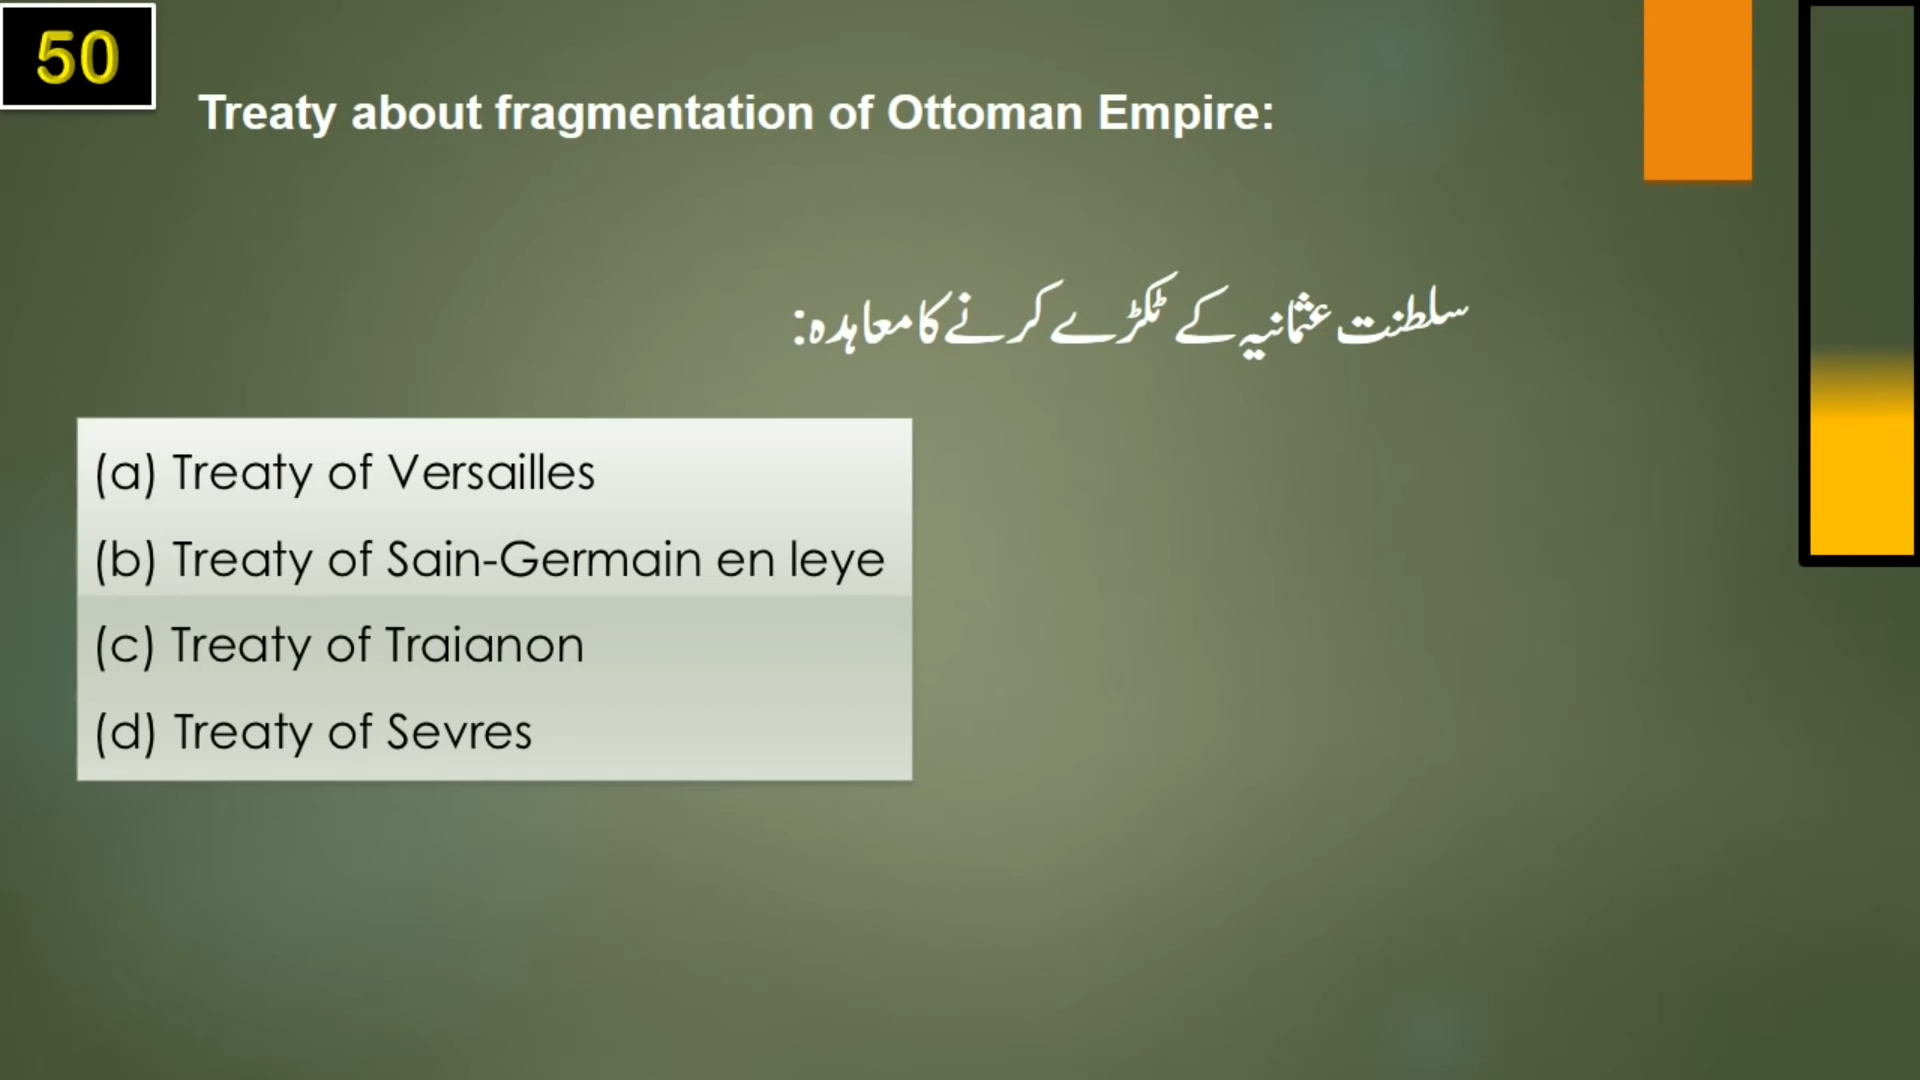 50
Treaty about fragmentation of Ottoman Empire:
سلطنت عثمانیہ کے ٹکڑے کرنے کا معاہدہ:
(a) Treaty of Versailles
(b) Treaty of Sain-Germain en leye
(c) Treaty of Traianon
(d) Treaty of Sevres